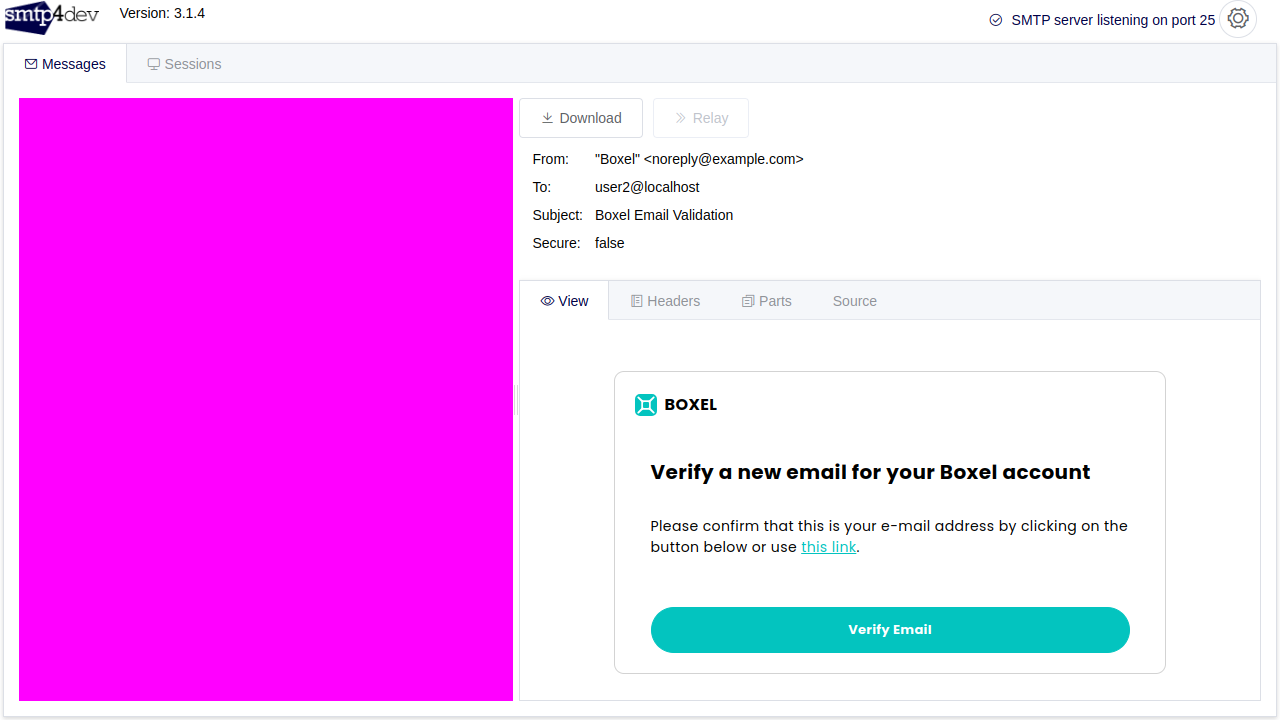 smtp4dev
Version: 3.1.4
SMTP server listening on port 25
Messages
Sessions
Download
Relay
From: "Boxel" <noreply@example.com>
To: user2@localhost
Subject: Boxel Email Validation
Secure: false
View
Headers
Parts
Source
BOXEL
Verify a new email for your Boxel account
Please confirm that this is your e-mail address by clicking on the
button below or use this link.
Verify Email